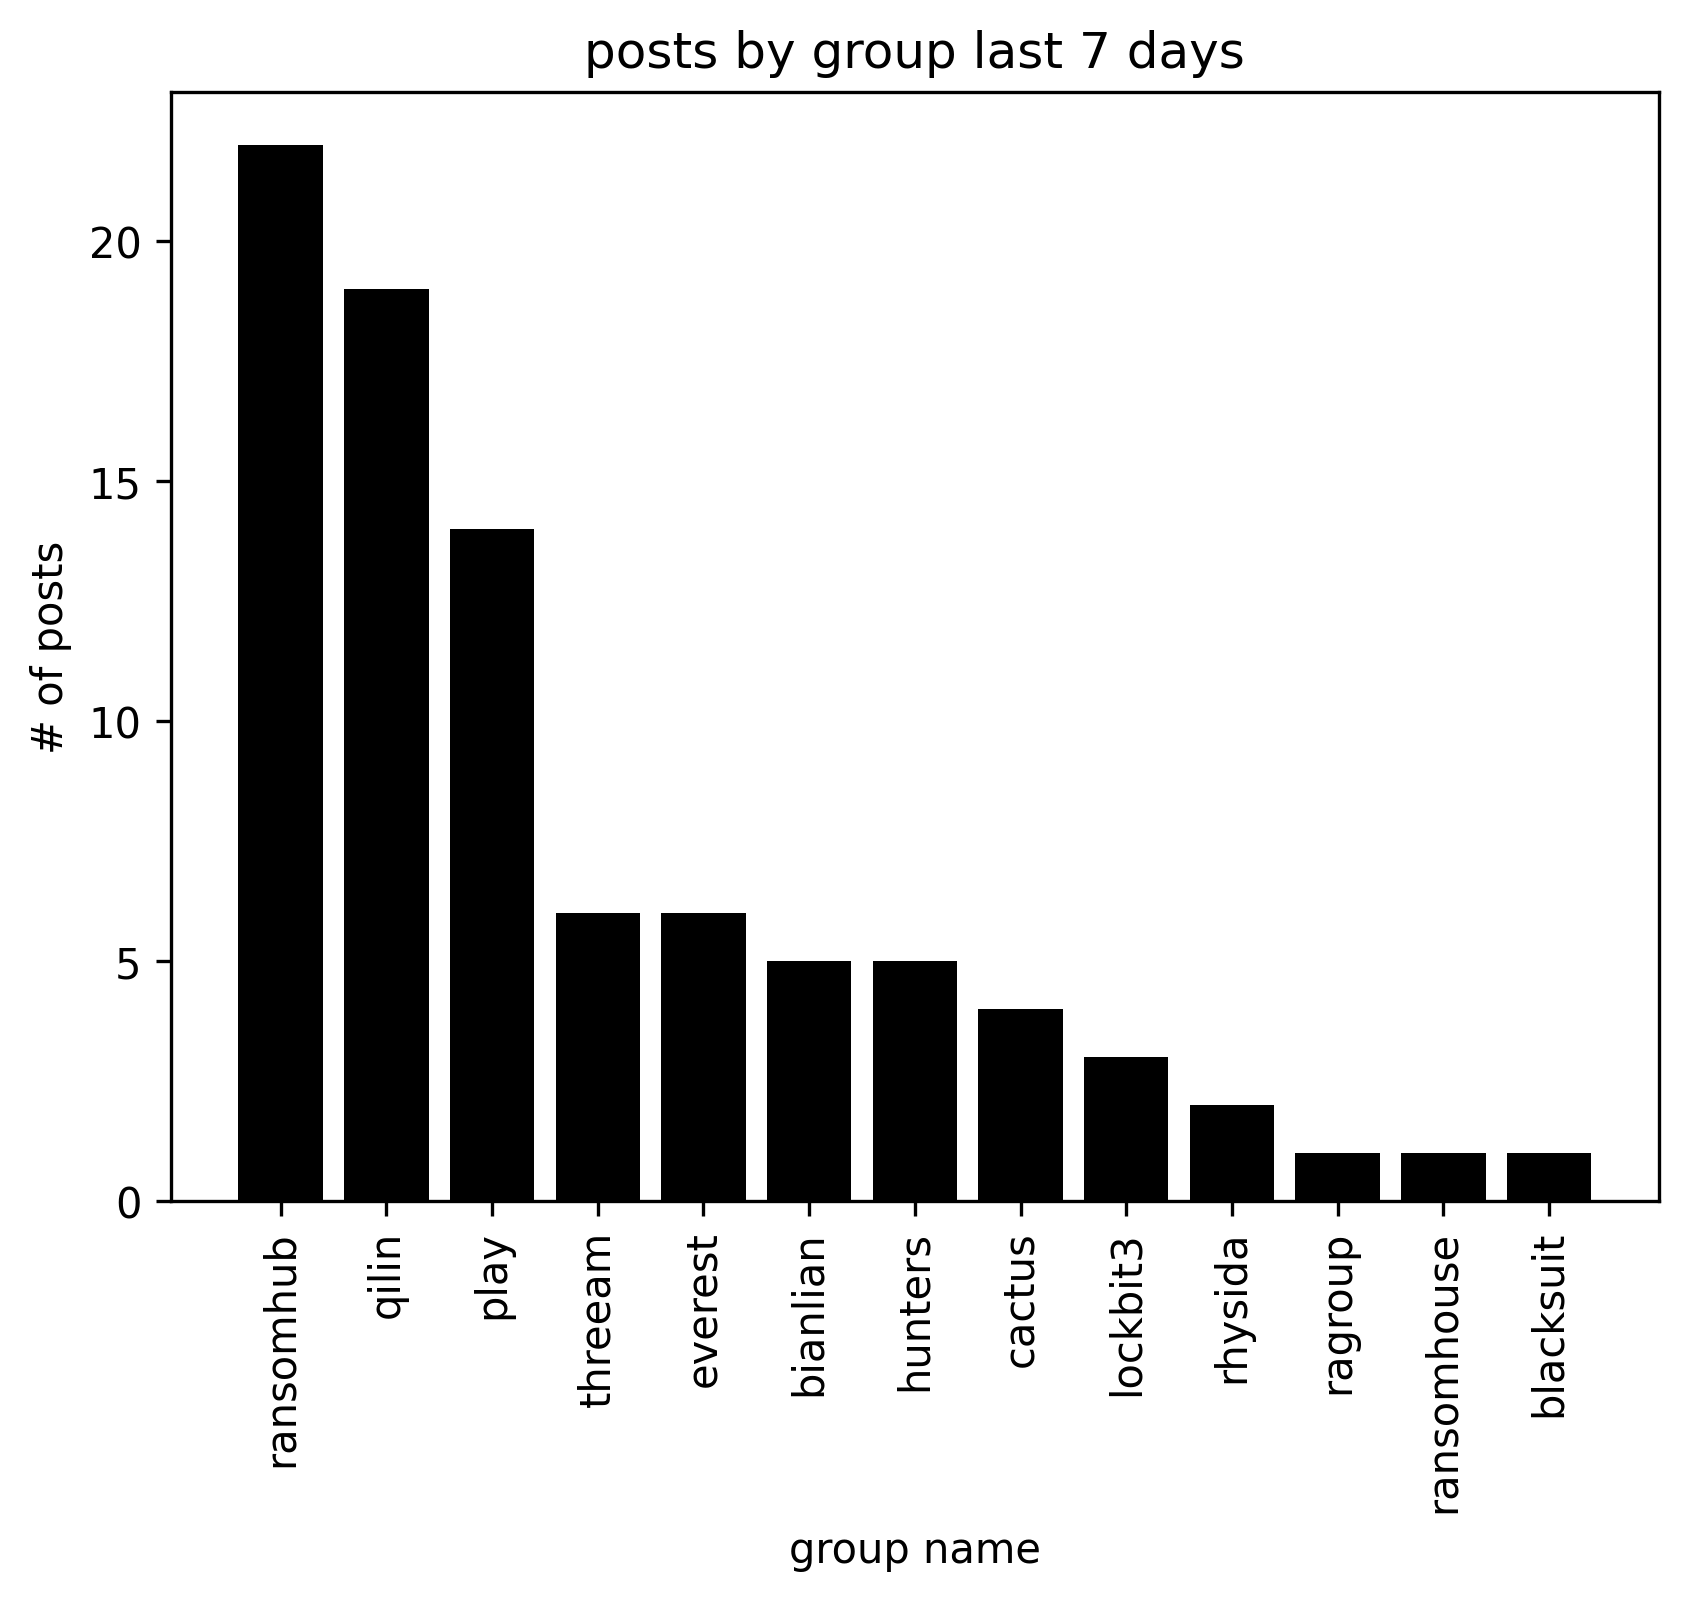 posts by group last 7 days
# of posts
20
15
10
5
0
ransomhub
qilin
play
threeam
everest
bianlian
hunters
cactus
lockbit3
rhysida
ragroup
ransomhouse
blacksuit
group name